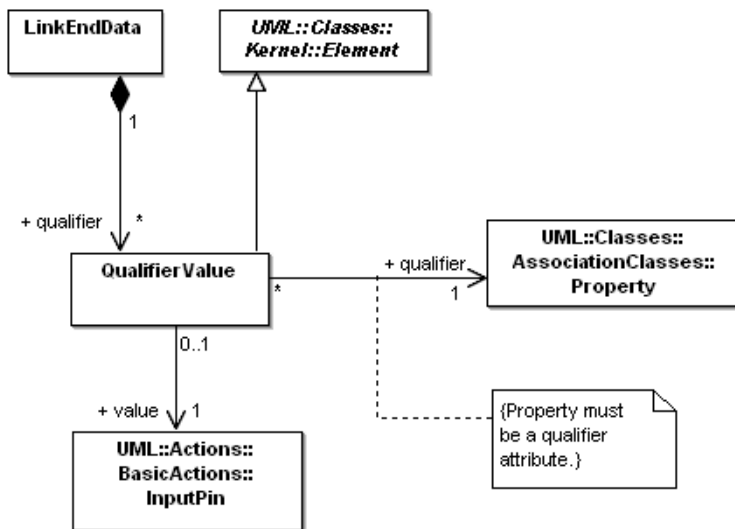 LinkEndData
UML::Classes::
Kernel::Element
1
+ qualifier
*
QualifierValue
+ qualifier
*
1
UML::Classes::
AssociationClasses::
Property
0..1
+ value
1
{Property must
be a qualifier
attribute.}
UML::Actions::
BasicActions::
InputPin